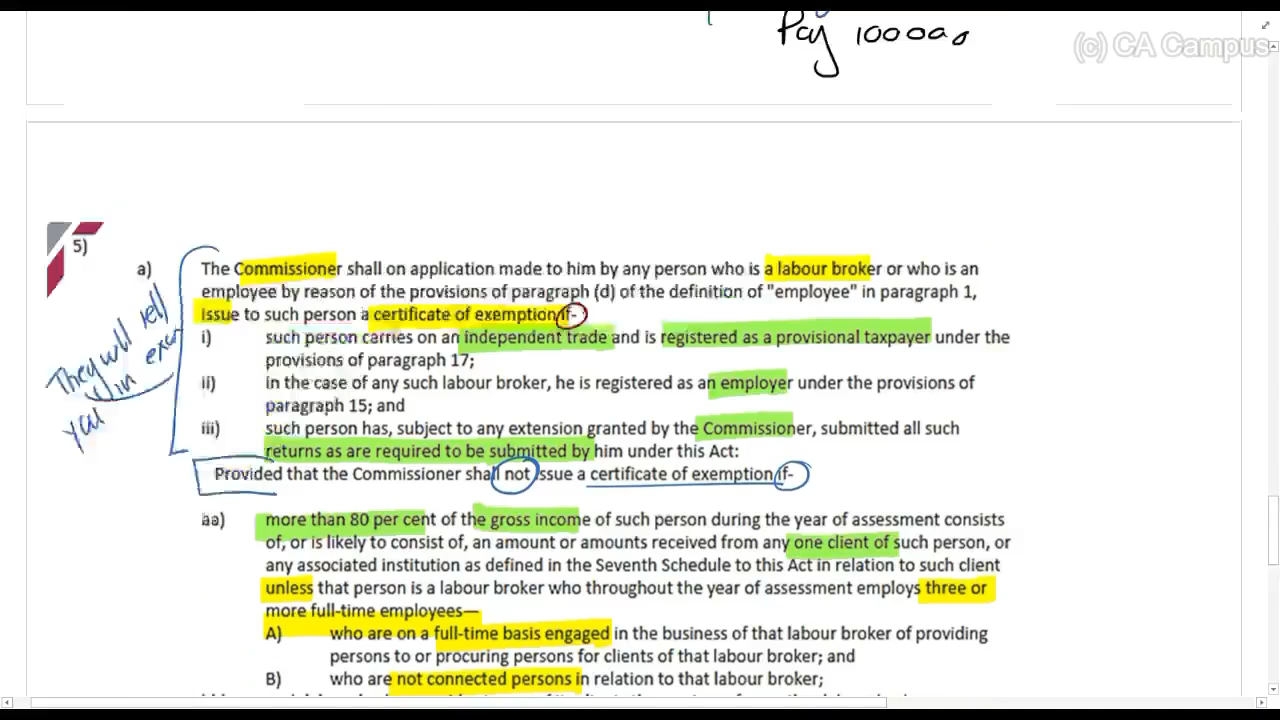 Pay 10000
(c) CA Campus
5)
a) The Commissioner shall on application made to him by any person who is a labour broker or who is an
employee by reason of the provisions of paragraph (d) of the definition of "employee" in paragraph 1,
issue to such person a certificate of exemption if-
i) such person carries on an independent trade and is registered as a provisional taxpayer under the
provisions of paragraph 17;
ii) in the case of any such labour broker, he is registered as an employer under the provisions of
paragraph 15; and
iii) such person has, subject to any extension granted by the Commissioner, submitted all such
returns as are required to be submitted by him under this Act:
They will tell
you in exam
Provided that the Commissioner shall not issue a certificate of exemption if-
aa) more than 80 per cent of the gross income of such person during the year of assessment consists
of, or is likely to consist of, an amount or amounts received from any one client of such person, or
any associated institution as defined in the Seventh Schedule to this Act in relation to such client
unless that person is a labour broker who throughout the year of assessment employs three or
more full-time employees—
A) who are on a full-time basis engaged in the business of that labour broker of providing
persons to or procuring persons for clients of that labour broker; and
B) who are not connected persons in relation to that labour broker;